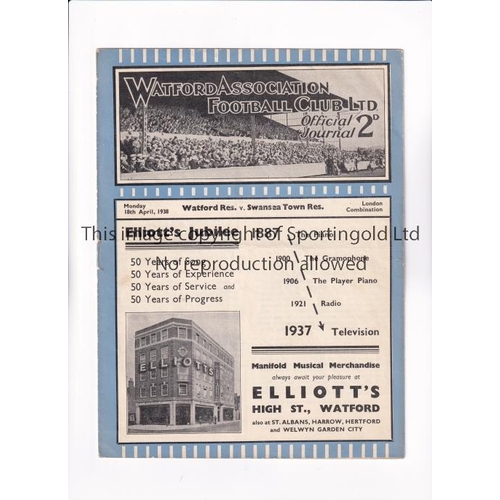 WATFORD ASSOCIATION
FOOTBALL CLUB LTD
Official
Journal 2D
Monday
18th April, 1938
Watford Res. v. Swansea Town Res.
London
Combination
Elliott's Jubilee
50 Years of Song
50 Years of Experience
50 Years of Service and
50 Years of Progress
1887 The Piano
1900 The Gramophone
1906 The Player Piano
1921 Radio
1937 Television
This image copyright of Sportingold Ltd
No reproduction allowed
ELLIOTTS
Manifold Musical Merchandise
always await your pleasure at
ELLIOTT'S
HIGH ST., WATFORD
also at ST. ALBANS, HARROW, HERTFORD
and WELWYN GARDEN CITY